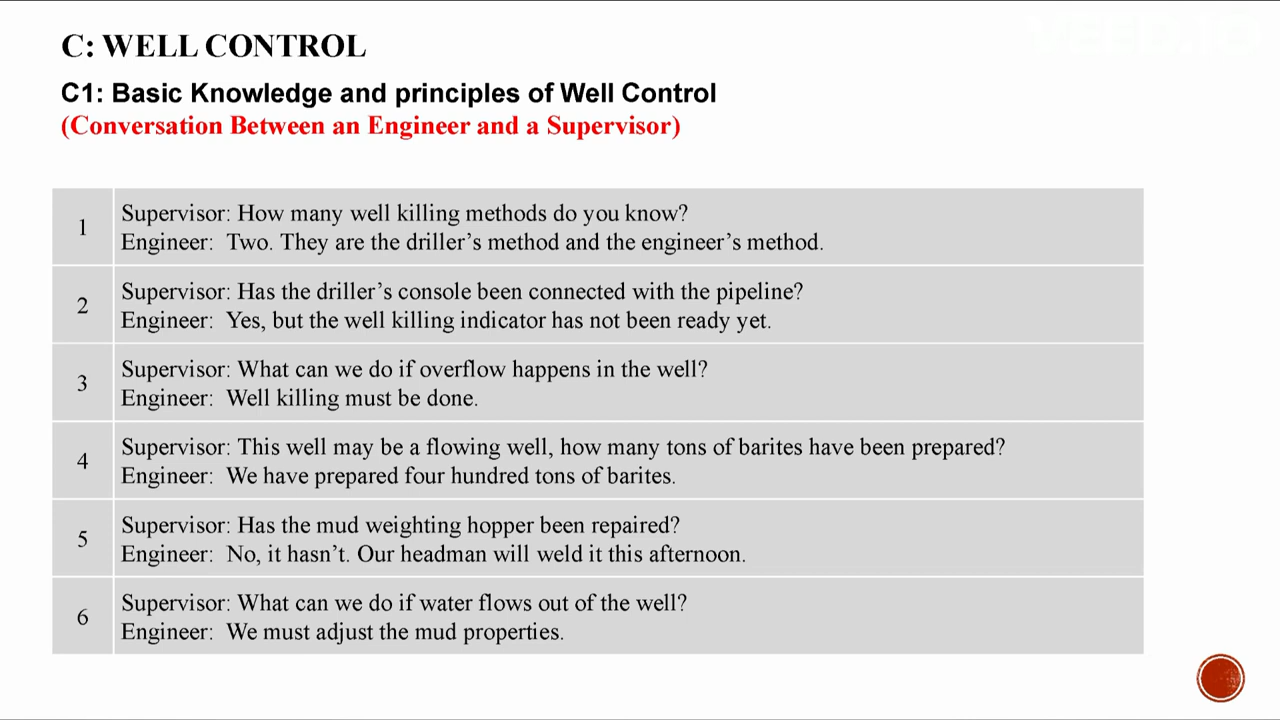 C: WELL CONTROL
C1: Basic Knowledge and principles of Well Control
(Conversation Between an Engineer and a Supervisor)
1
Supervisor: How many well killing methods do you know?
Engineer: Two. They are the driller's method and the engineer's method.
2
Supervisor: Has the driller's console been connected with the pipeline?
Engineer: Yes, but the well killing indicator has not been ready yet.
3
Supervisor: What can we do if overflow happens in the well?
Engineer: Well killing must be done.
4
Supervisor: This well may be a flowing well, how many tons of barites have been prepared?
Engineer: We have prepared four hundred tons of barites.
5
Supervisor: Has the mud weighting hopper been repaired?
Engineer: No, it hasn't. Our headman will weld it this afternoon.
6
Supervisor: What can we do if water flows out of the well?
Engineer: We must adjust the mud properties.